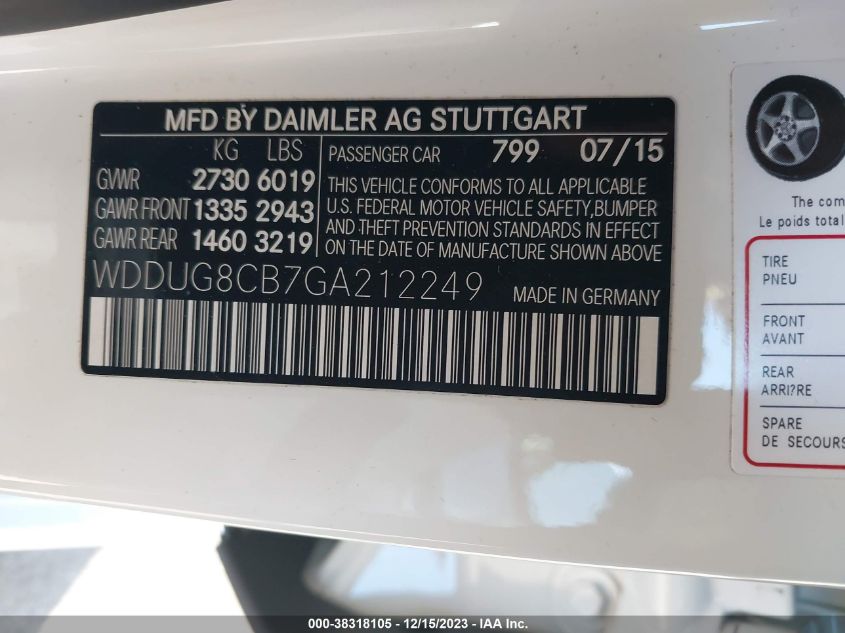 MFD BY DAIMLER AG STUTTGART
KG LBS
GVWR 2730 6019
GAWR FRONT 1335 2943
GAWR REAR 1460 3219
PASSENGER CAR 799 07/15
THIS VEHICLE CONFORMS TO ALL APPLICABLE
U.S. FEDERAL MOTOR VEHICLE SAFETY,BUMPER
AND THEFT PREVENTION STANDARDS IN EFFECT
ON THE DATE OF MANUFACTURE SHOWN ABOVE
WDDUG8CB7GA212249 MADE IN GERMANY
The com
Le poids total
TIRE
PNEU
FRONT
AVANT
REAR
ARRI?RE
SPARE
DE SECOURS
000-38318105 - 12/15/2023 - IAA Inc.